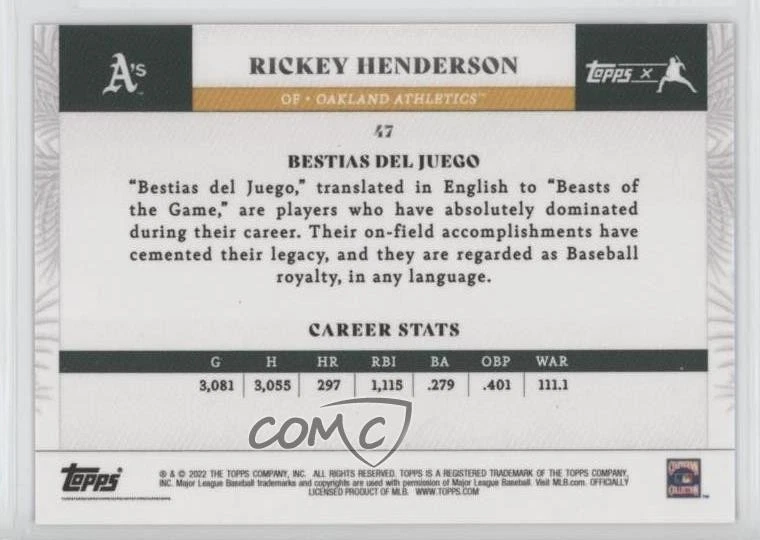 A's
RICKEY HENDERSON
TOPPS ×
OF • OAKLAND ATHLETICS™
47
BESTIAS DEL JUEGO
“Bestias del Juego,” translated in English to “Beasts of
the Game,” are players who have absolutely dominated
during their career. Their on-field accomplishments have
cemented their legacy, and they are regarded as Baseball
royalty, in any language.
CAREER STATS
G H HR RBI BA OBP WAR
3,081 3,055 297 1,115 .279 .401 111.1
COMC
Topps
® & © 2022 THE TOPPS COMPANY, INC. ALL RIGHTS RESERVED. TOPPS IS A REGISTERED TRADEMARK OF THE TOPPS COMPANY,
INC. Major League Baseball trademarks and copyrights are used with permission of Major League Baseball. Visit MLB.com. OFFICIALLY
LICENSED PRODUCT OF MLB. WWW.TOPPS.COM
COOPERSTOWN
COLLECTION